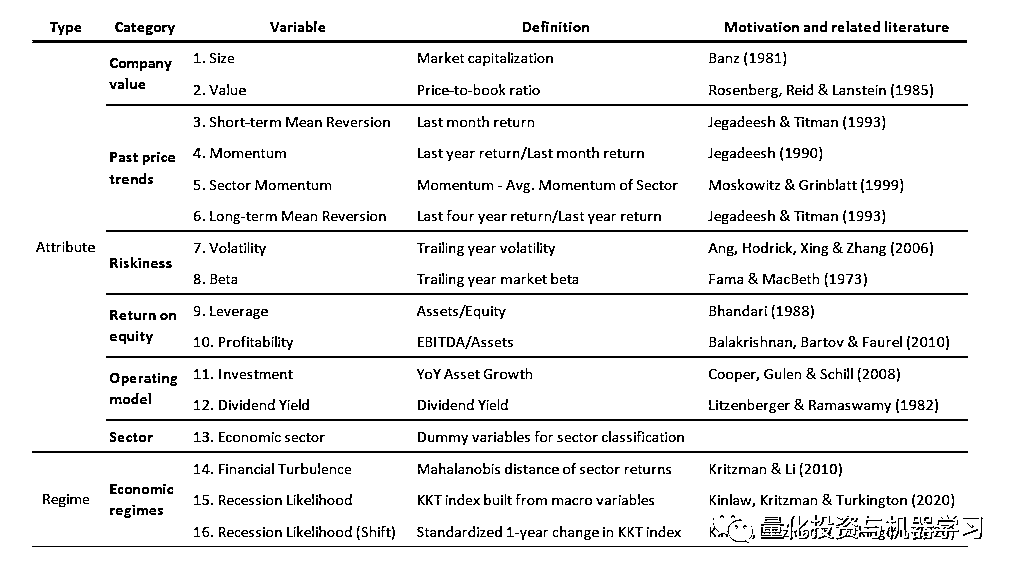 Type Category Variable Definition Motivation and related literature
Attribute
Company value
1. Size Market capitalization Banz (1981)
2. Value Price-to-book ratio Rosenberg, Reid & Lanstein (1985)
Past price trends
3. Short-term Mean Reversion Last month return Jegadeesh & Titman (1993)
4. Momentum Last year return/Last month return Jegadeesh (1990)
5. Sector Momentum Momentum - Avg. Momentum of Sector Moskowitz & Grinblatt (1999)
6. Long-term Mean Reversion Last four year return/Last year return Jegadeesh & Titman (1993)
Riskiness
7. Volatility Trailing year volatility Ang, Hodrick, Xing & Zhang (2006)
8. Beta Trailing year market beta Fama & MacBeth (1973)
Return on equity
9. Leverage Assets/Equity Bhandari (1988)
10. Profitability EBITDA/Assets Balakrishnan, Bartov & Faurel (2010)
Operating model
11. Investment YoY Asset Growth Cooper, Gulen & Schill (2008)
12. Dividend Yield Dividend Yield Litzenberger & Ramaswamy (1982)
Sector 13. Economic sector Dummy variables for sector classification
Regime
Economic regimes
14. Financial Turbulence Mahalanobis distance of sector returns Kritzman & Li (2010)
15. Recession Likelihood KKT index built from macro variables Kinlaw, Kritzman & Turkington (2020)
16. Recession Likelihood (Shift) Standardized 1-year change in KKT index
量化投资与机器学习